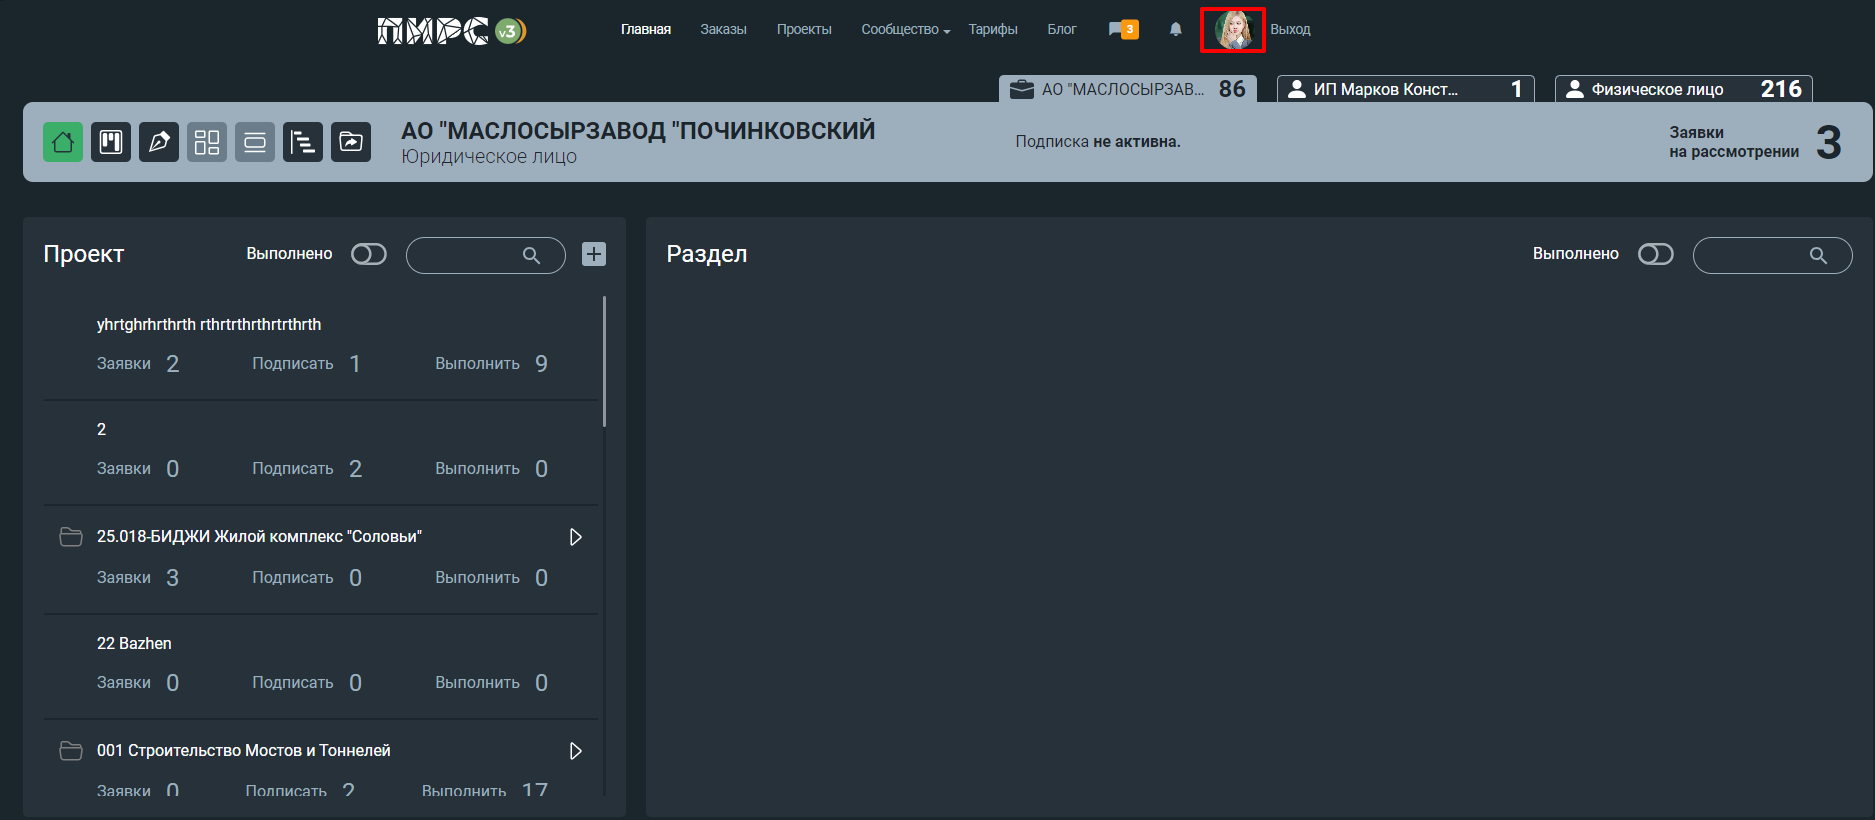 ПИРС v3
Главная Заказы Проекты Сообщество Тарифы Блог 3 Выход
АО "МАСЛОСЫРЗАВ... 86 ИП Марков Конст... 1 Физическое лицо 216
АО "МАСЛОСЫРЗАВОД "ПОЧИНКОВСКИЙ
Юридическое лицо
Подписка не активна.
Заявки
на рассмотрении 3
Проект Выполнено
Раздел Выполнено
yhrtghrhrthrth rthrtrthrthrtrthrth
Заявки 2 Подписать 1 Выполнить 9
2
Заявки 0 Подписать 2 Выполнить 0
25.018-БИДЖИ Жилой комплекс "Соловьи"
Заявки 3 Подписать 0 Выполнить 0
22 Bazhen
Заявки 0 Подписать 0 Выполнить 0
001 Строительство Мостов и Тоннелей
Заявки 0 Подписать 2 Выполнить 17